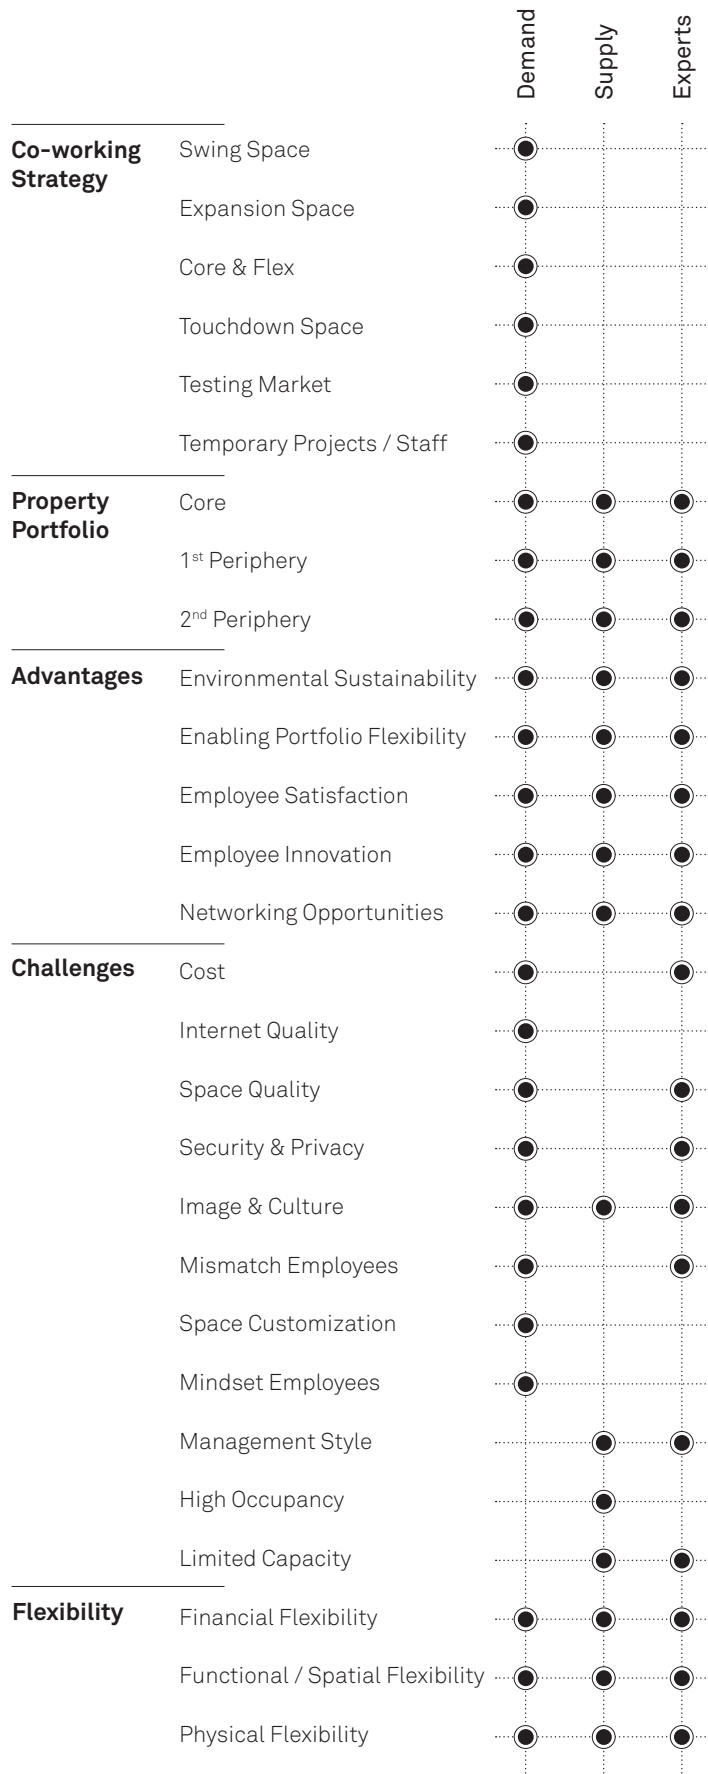 Demand
Supply
Experts
Co-working Strategy
Swing Space
Expansion Space
Core & Flex
Touchdown Space
Testing Market
Temporary Projects / Staff
Property Portfolio
Core
1st Periphery
2nd Periphery
Advantages
Environmental Sustainability
Enabling Portfolio Flexibility
Employee Satisfaction
Employee Innovation
Networking Opportunities
Challenges
Cost
Internet Quality
Space Quality
Security & Privacy
Image & Culture
Mismatch Employees
Space Customization
Mindset Employees
Management Style
High Occupancy
Limited Capacity
Flexibility
Financial Flexibility
Functional / Spatial Flexibility
Physical Flexibility